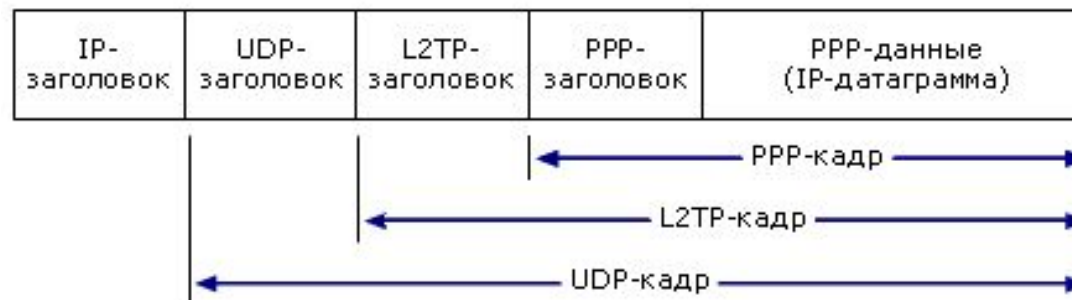 IP-
заголовок
UDP-
заголовок
L2TP-
заголовок
PPP-
заголовок
PPP-данные
(IP-датаграмма)
PPP-кадр
L2TP-кадр
UDP-кадр